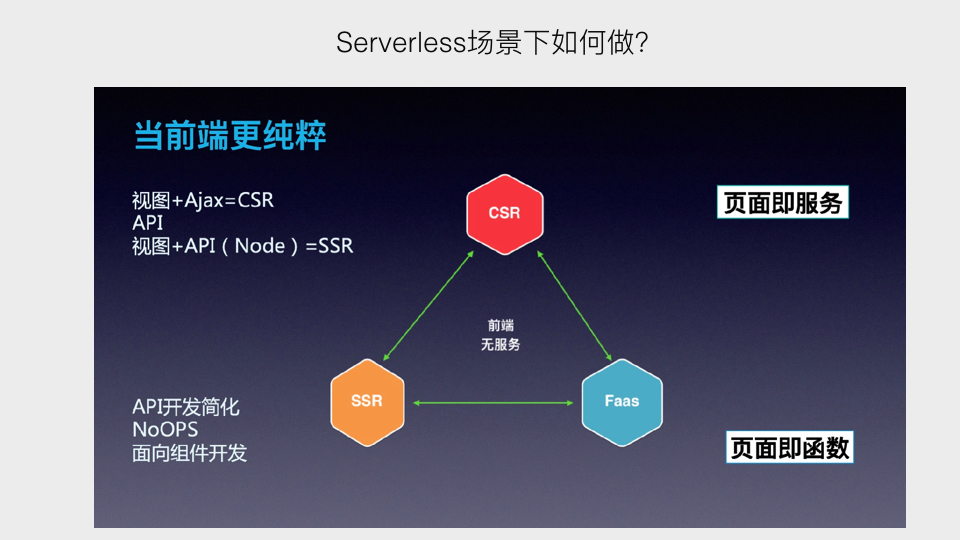 Serverless场景下如何做?
当前端更纯粹
视图+Ajax=CSR
API
视图+API（Node）=SSR
页面即服务
CSR
前端
无服务
SSR
Faas
API开发简化
NoOPS
面向组件开发
页面即函数